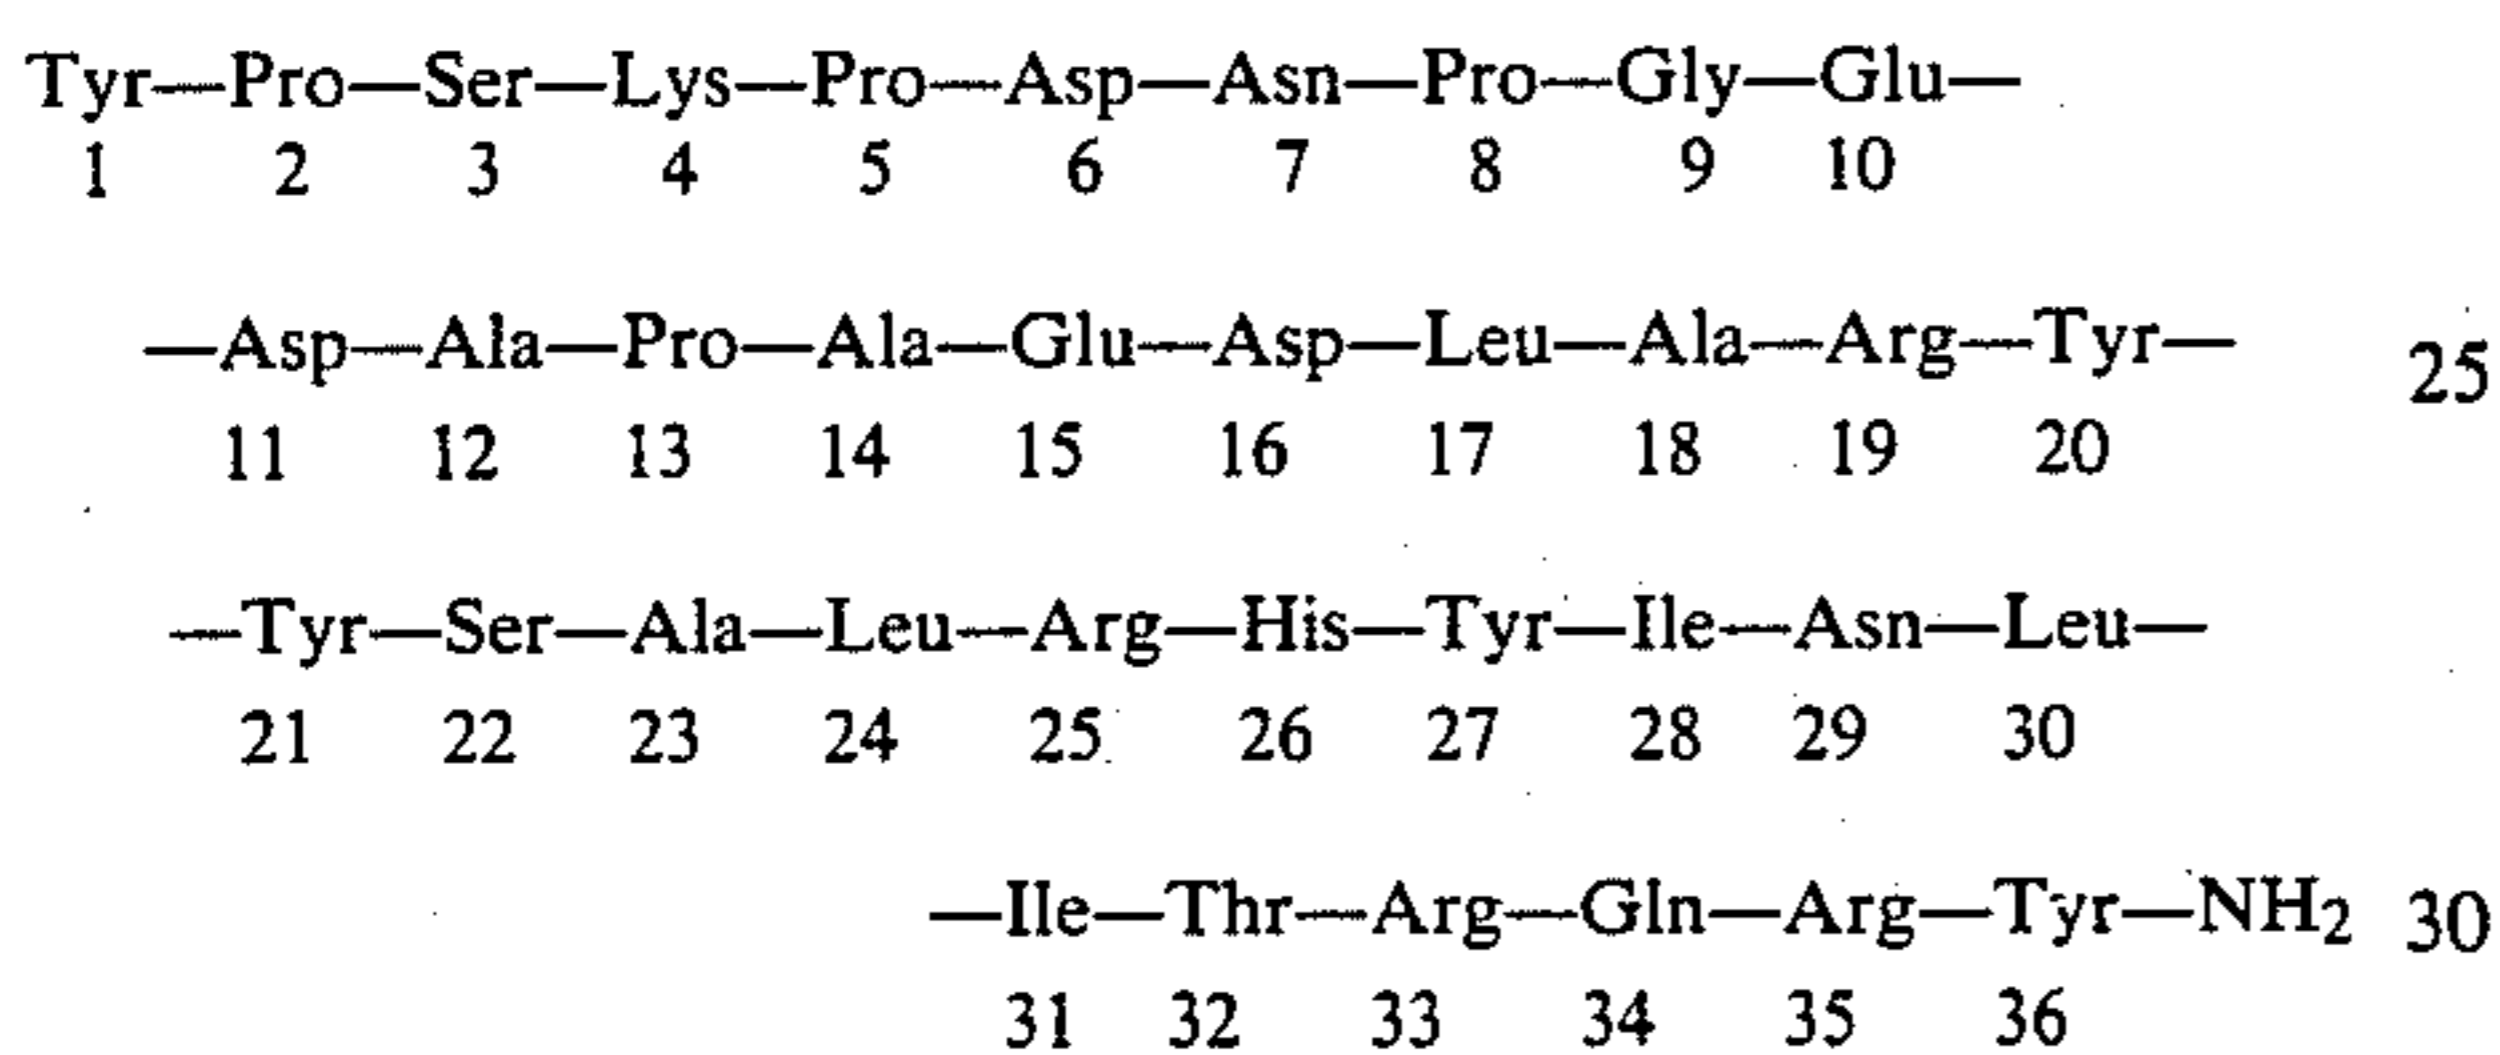 Tyr—Pro—Ser—Lys—Pro—Asp—Asn—Pro—Gly—Glu—
1 2 3 4 5 6 7 8 9 10
—Asp—Ala—Pro—Ala—Glu—Asp—Leu—Ala—Arg—Tyr— 25
11 12 13 14 15 16 17 18 19 20
—Tyr—Ser—Ala—Leu—Arg—His—Tyr—Ile—Asn—Leu—
21 22 23 24 25 26 27 28 29 30
—Ile—Thr—Arg—Gln—Arg—Tyr—NH2 30
31 32 33 34 35 36